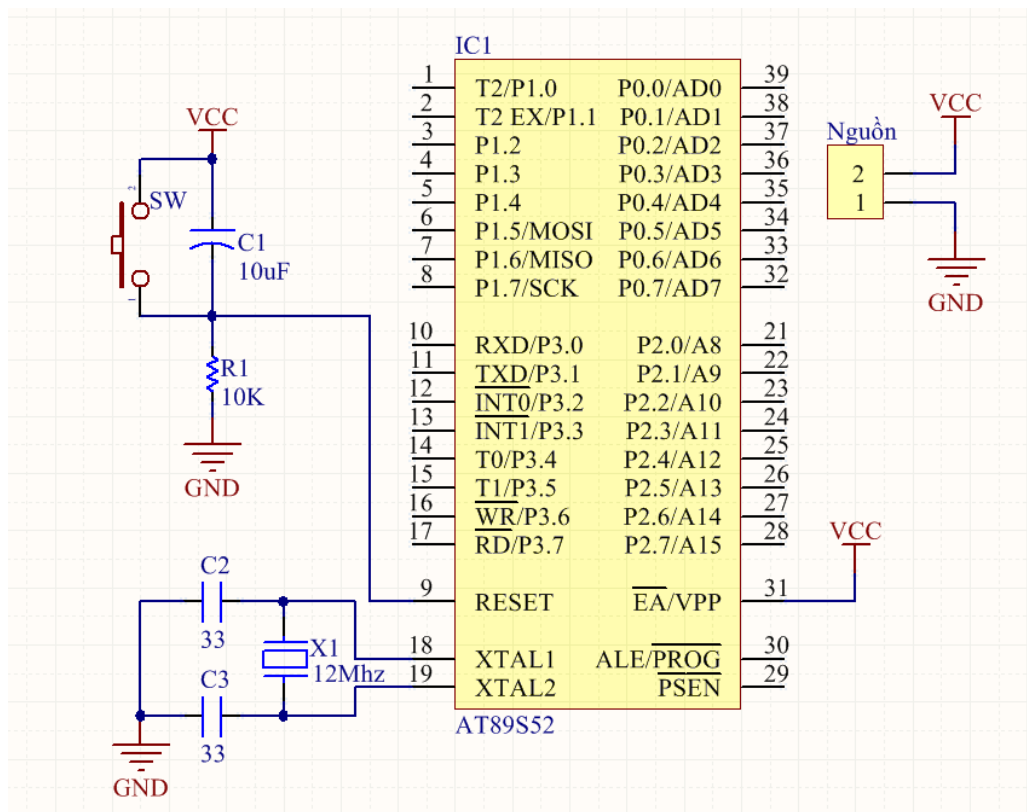 IC1
VCC
2
SW
C1
10uF
1
R1
10K
GND
C2
33
X1
12Mhz
C3
33
GND
1 T2/P1.0
2 T2 EX/P1.1
3 P1.2
4 P1.3
5 P1.4
6 P1.5/MOSI
7 P1.6/MISO
8 P1.7/SCK
10 RXD/P3.0
11 TXD/P3.1
12 INT0/P3.2
13 INT1/P3.3
14 T0/P3.4
15 T1/P3.5
16 WR/P3.6
17 RD/P3.7
9 RESET
18 XTAL1
19 XTAL2
P0.0/AD0 39
P0.1/AD1 38
P0.2/AD2 37
P0.3/AD3 36
P0.4/AD4 35
P0.5/AD5 34
P0.6/AD6 33
P0.7/AD7 32
P2.0/A8 21
P2.1/A9 22
P2.2/A10 23
P2.3/A11 24
P2.4/A12 25
P2.5/A13 26
P2.6/A14 27
P2.7/A15 28
EA/VPP 31
ALE/PROG 30
PSEN 29
AT89S52
VCC
Nguồn
2
1
VCC
GND